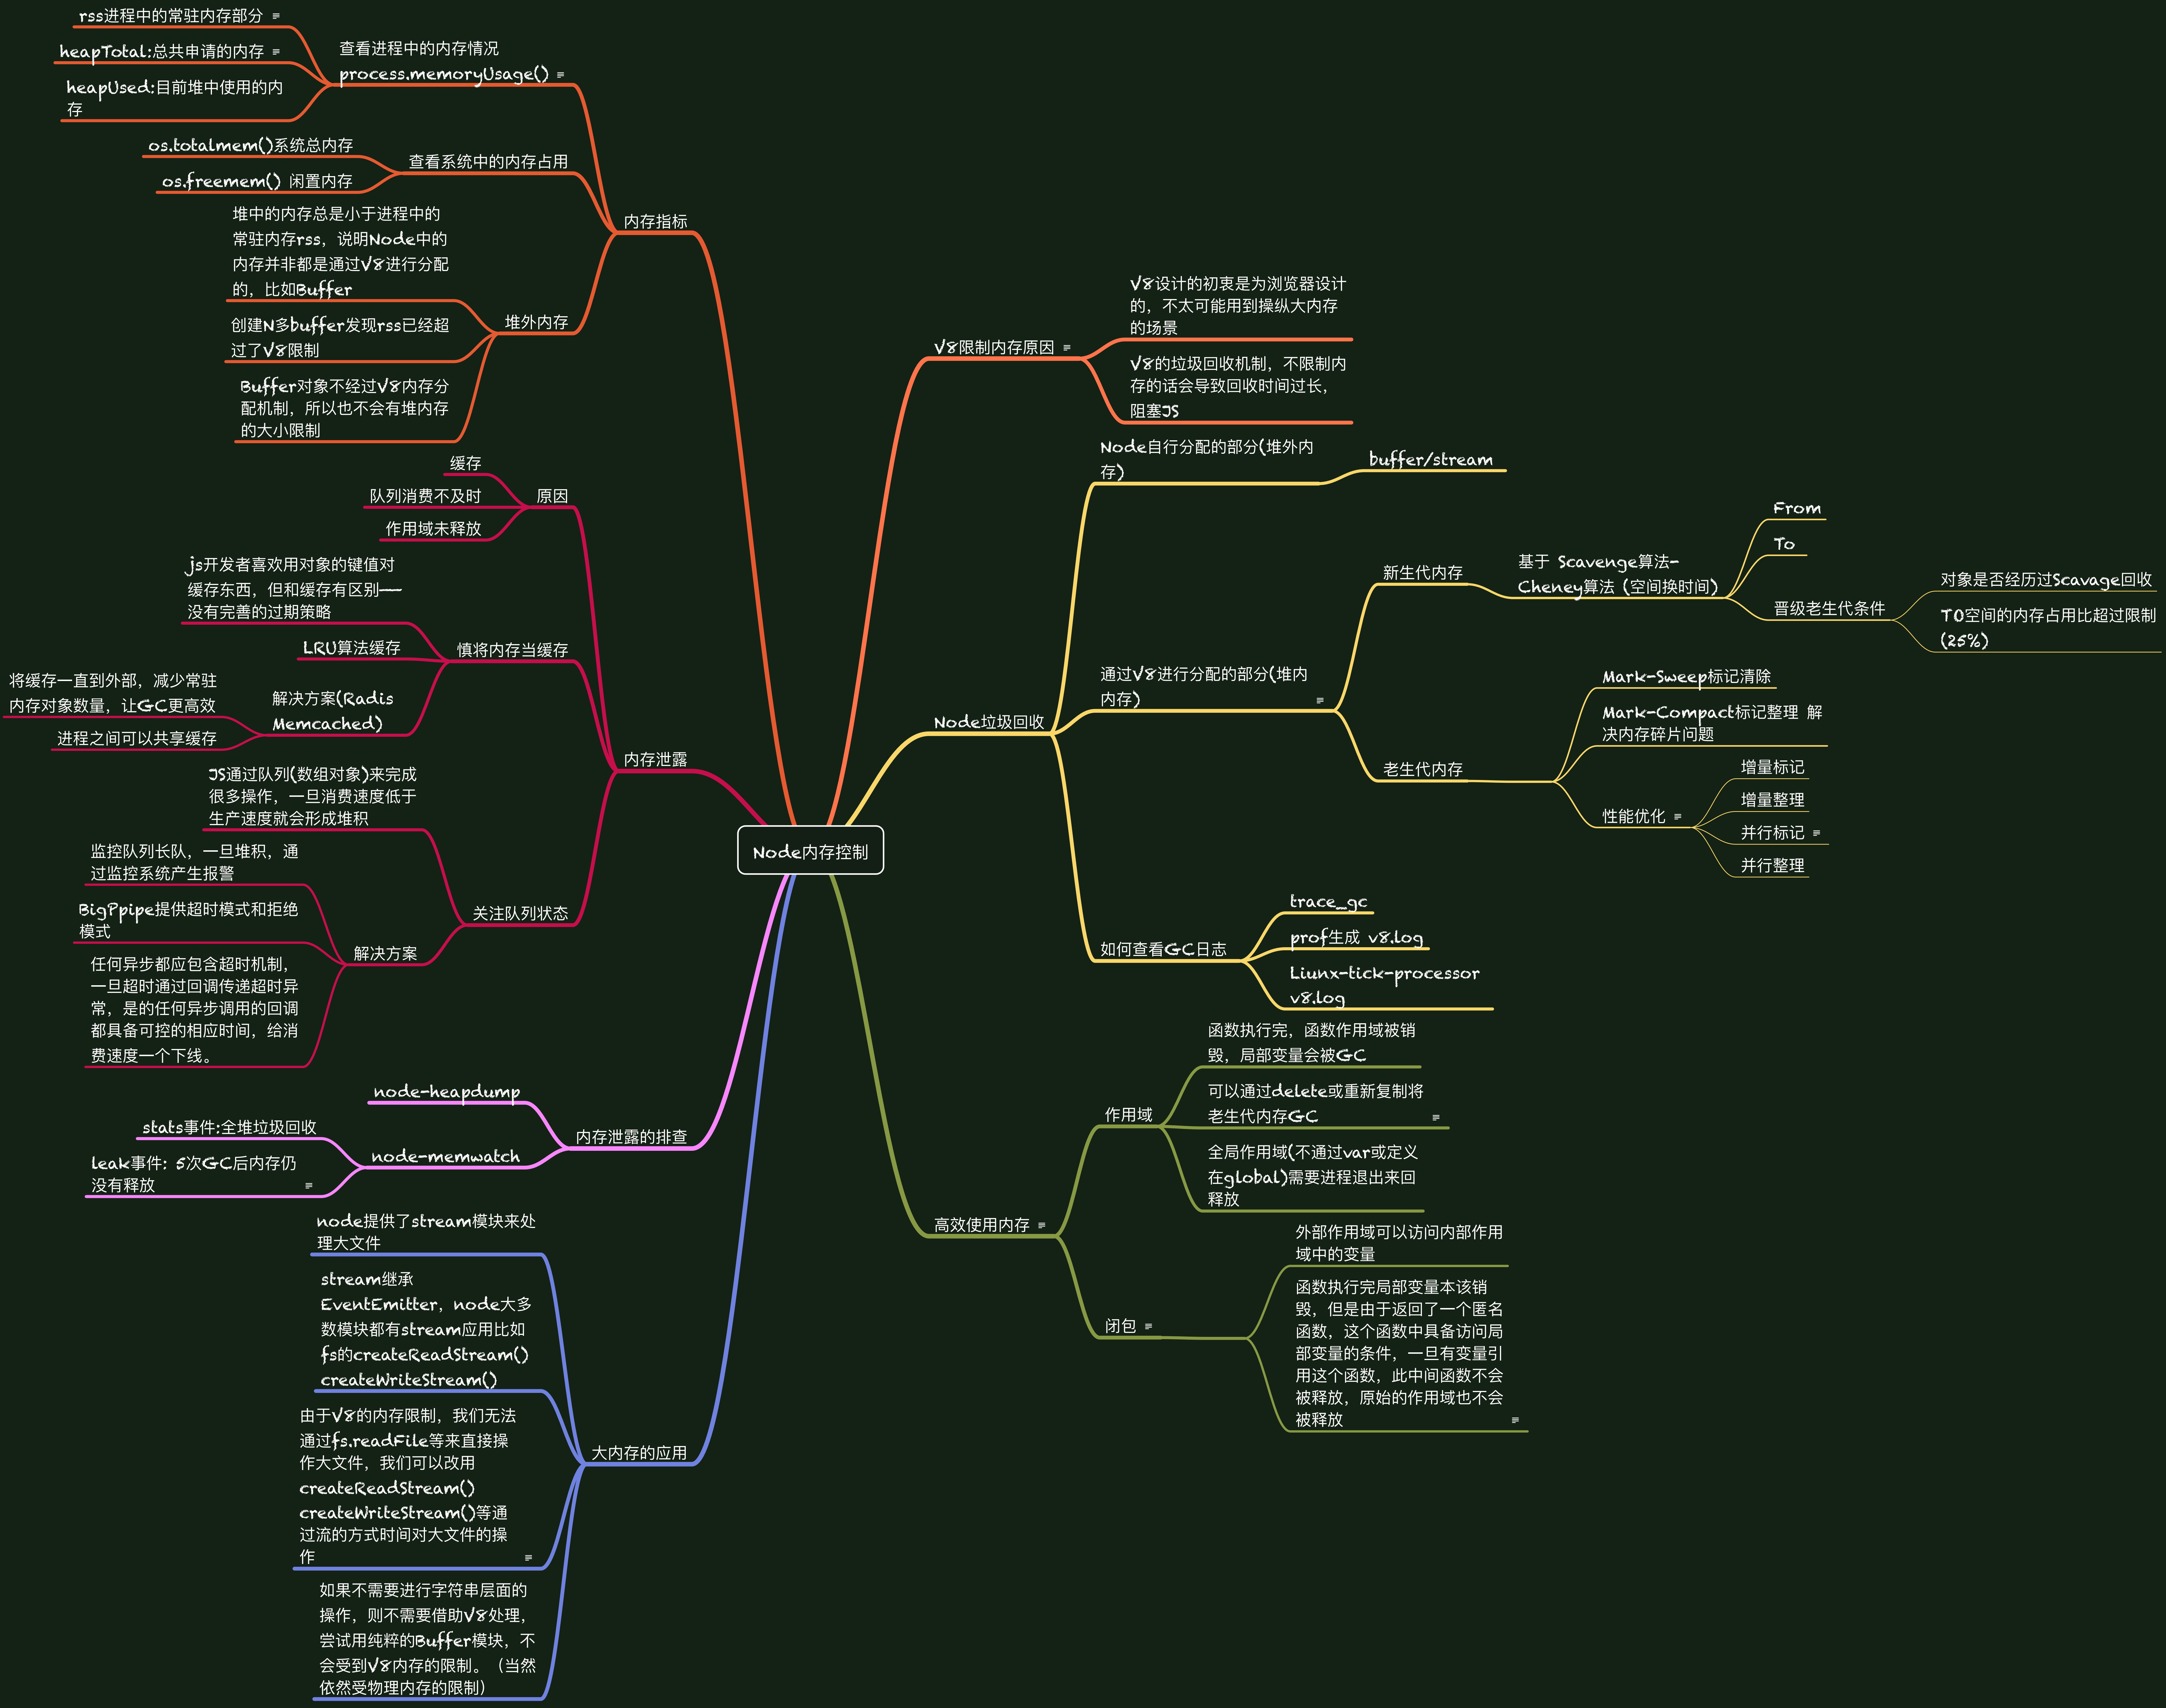 rss进程中的常驻内存部分
heapTotal:总共申请的内存
heapUsed:目前堆中使用的内
存
查看进程中的内存情况
process.memoryUsage()
os.totalmem()系统总内存
os.freemem() 闲置内存
查看系统中的内存占用
堆中的内存总是小于进程中的
常驻内存rss，说明Node中的
内存并非都是通过V8进行分配
的，比如Buffer
创建N多buffer发现rss已经超
过了V8限制
Buffer对象不经过V8内存分
配机制，所以也不会有堆内存
的大小限制
堆外内存
内存指标
缓存
队列消费不及时
作用域未释放
原因
js开发者喜欢用对象的键值对
缓存东西，但和缓存有区别——
没有完善的过期策略
LRU算法缓存
将缓存一直到外部，减少常驻
内存对象数量，让GC更高效
进程之间可以共享缓存
解决方案(Radis
Memcached)
慎将内存当缓存
内存泄露
JS通过队列(数组对象)来完成
很多操作，一旦消费速度低于
生产速度就会形成堆积
监控队列长队，一旦堆积，通
过监控系统产生报警
BigPpipe提供超时模式和拒绝
模式
任何异步都应包含超时机制，
一旦超时通过回调传递超时异
常，是的任何异步调用的回调
都具备可控的相应时间，给消
费速度一个下线。
解决方案
关注队列状态
node-heapdump
stats事件:全堆垃圾回收
leak事件: 5次GC后内存仍
没有释放
node-memwatch
内存泄露的排查
node提供了stream模块来处
理大文件
stream继承
EventEmitter，node大多
数模块都有stream应用比如
fs的createReadStream()
createWriteStream()
由于V8的内存限制，我们无法
通过fs.readFile等来直接操
作大文件，我们可以改用
createReadStream()
createWriteStream()等通
过流的方式时间对大文件的操
作
如果不需要进行字符串层面的
操作，则不需要借助V8处理，
尝试用纯粹的Buffer模块，不
会受到V8内存的限制。（当然
依然受物理内存的限制）
大内存的应用
Node内存控制
V8限制内存原因
V8设计的初衷是为浏览器设计
的，不太可能用到操纵大内存
的场景
V8的垃圾回收机制，不限制内
存的话会导致回收时间过长，
阻塞JS
Node垃圾回收
Node自行分配的部分(堆外内
存)
buffer/stream
通过V8进行分配的部分(堆内
内存)
新生代内存
基于 Scavenge算法-
Cheney算法（空间换时间）
From
To
晋级老生代条件
对象是否经历过Scavage回收
TO空间的内存占用比超过限制
(25%)
老生代内存
Mark-Sweep标记清除
Mark-Compact标记整理 解
决内存碎片问题
性能优化
增量标记
增量整理
并行标记
并行整理
如何查看GC日志
trace_gc
prof生成 v8.log
Liunx-tick-processor
v8.log
高效使用内存
作用域
函数执行完，函数作用域被销
毁，局部变量会被GC
可以通过delete或重新复制将
老生代内存GC
全局作用域(不通过var或定义
在global)需要进程退出来回
释放
闭包
外部作用域可以访问内部作用
域中的变量
函数执行完局部变量本该销
毁，但是由于返回了一个匿名
函数，这个函数中具备访问局
部变量的条件，一旦有变量引
用这个函数，此中间函数不会
被释放，原始的作用域也不会
被释放